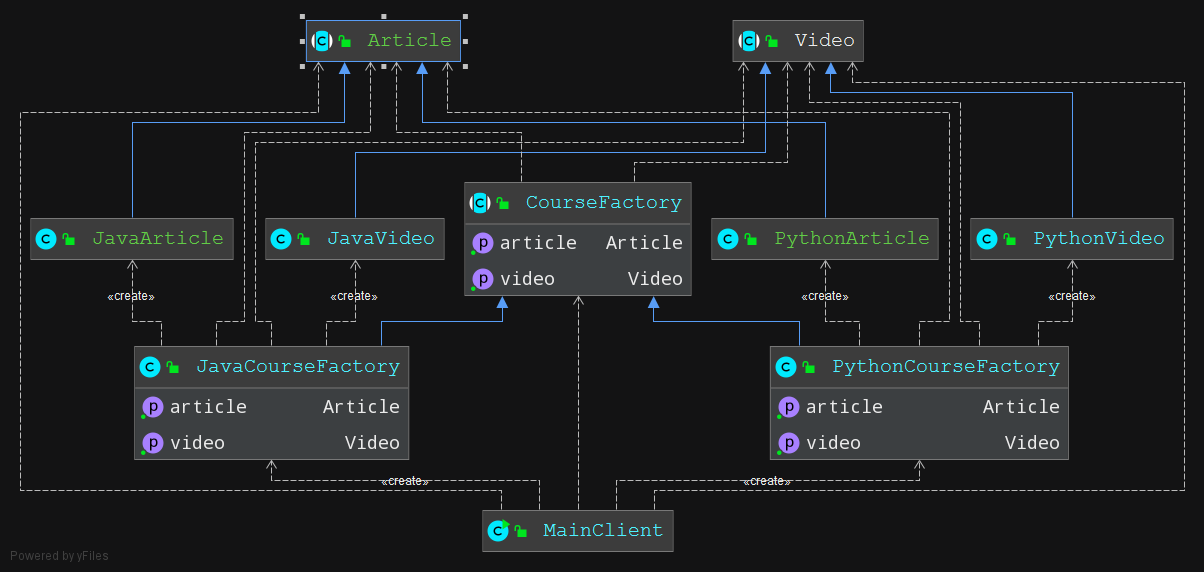 Article
Video
CourseFactory
article Article
video Video
JavaArticle
JavaVideo
PythonArticle
PythonVideo
«create»
«create»
«create»
«create»
JavaCourseFactory
article Article
video Video
PythonCourseFactory
article Article
video Video
«create»
«create»
MainClient
Powered by yFiles